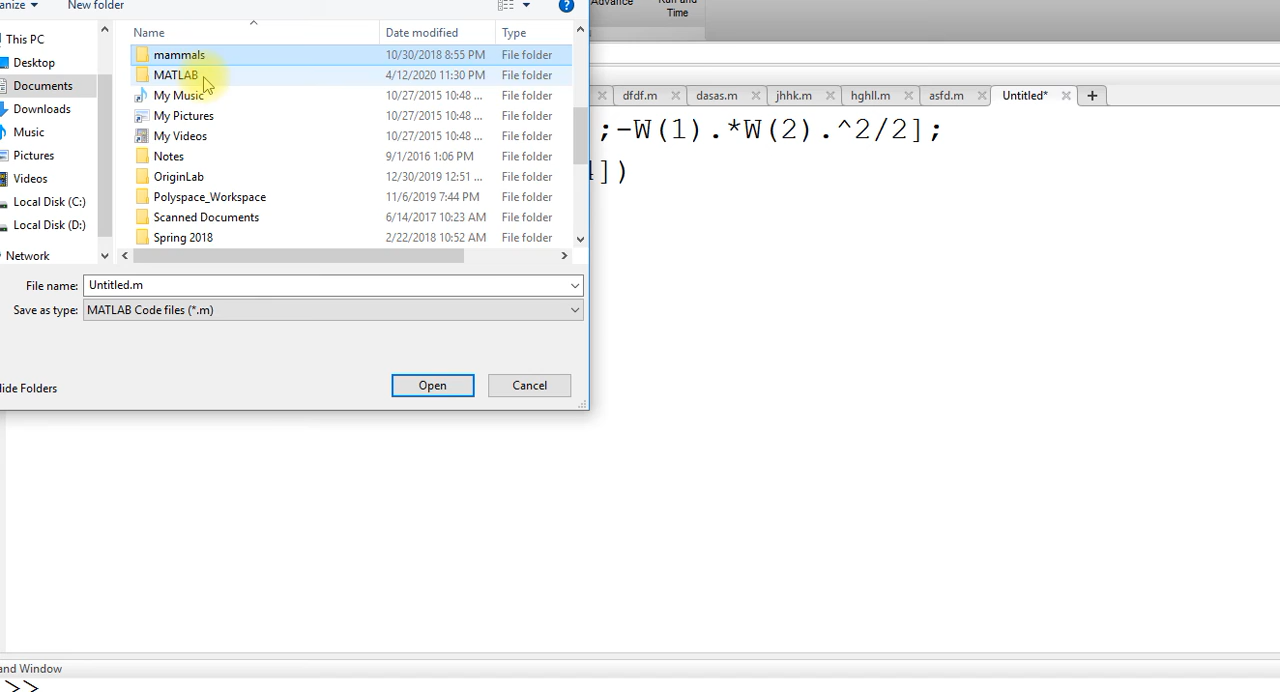 anize New folder
Advance Run and
Time
Name Date modified Type
This PC
Desktop
Documents
Downloads
Music
Pictures
Videos
Local Disk (C:)
Local Disk (D:)
Network
mammals 10/30/2018 8:55 PM File folder
MATLAB 4/12/2020 11:30 PM File folder
My Music 10/27/2015 10:48 ... File folder
My Pictures 10/27/2015 10:48 ... File folder
My Videos 10/27/2015 10:48 ... File folder
Notes 9/1/2016 1:06 PM File folder
OriginLab 12/30/2019 12:51 ... File folder
Polyspace_Workspace 11/6/2019 7:44 PM File folder
Scanned Documents 6/14/2017 10:23 AM File folder
Spring 2018 2/22/2018 10:52 AM File folder
File name: Untitled.m
Save as type: MATLAB Code files (*.m)
Hide Folders Open Cancel
dfdf.m dasas.m jhhk.m hghll.m asfd.m Untitled* +
;-W(1).*W(2).^2/2];
])
and Window
>>